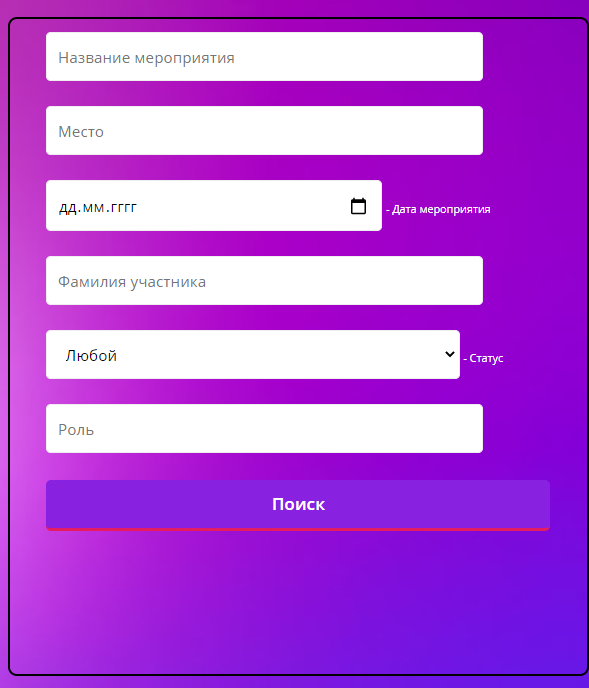 Название мероприятия
Место
дд.мм.гггг - Дата мероприятия
Фамилия участника
Любой - Статус
Роль
Поиск